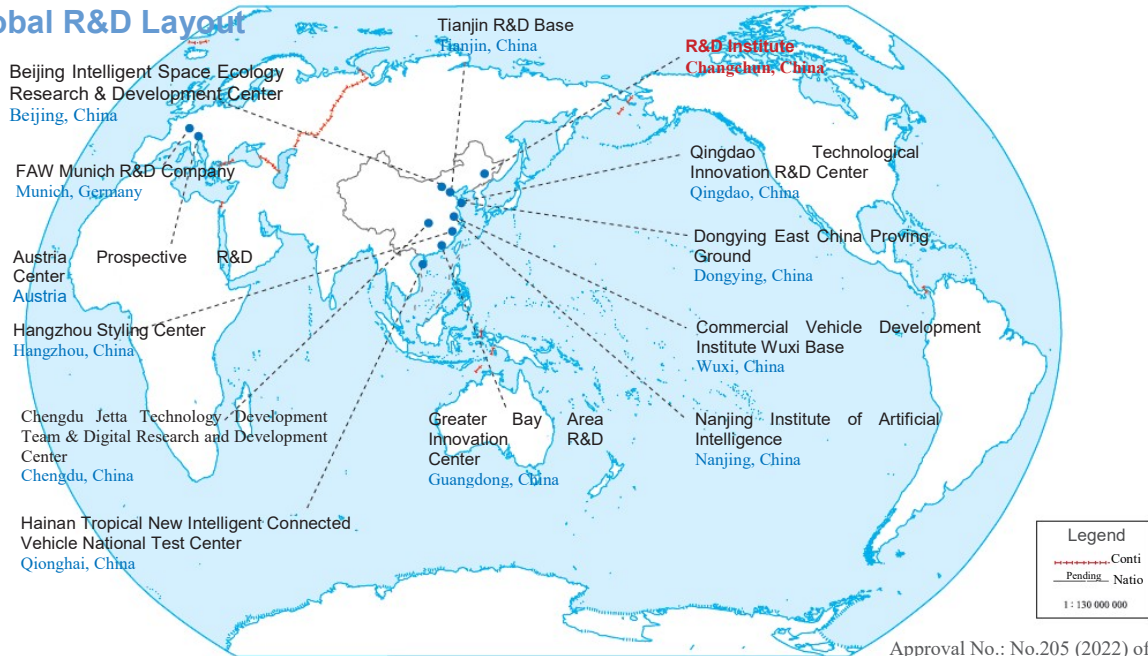 obal R&D Layout
Tianjin R&D Base
Tianjin, China
R&D Institute
Changchun, China
Beijing Intelligent Space Ecology
Research & Development Center
Beijing, China
FAW Munich R&D Company
Munich, Germany
Qingdao Technological
Innovation R&D Center
Qingdao, China
Austria Prospective R&D
Center
Austria
Dongying East China Proving
Ground
Dongying, China
Hangzhou Styling Center
Hangzhou, China
Commercial Vehicle Development
Institute Wuxi Base
Wuxi, China
Chengdu Jetta Technology Development
Team & Digital Research and Development
Center
Chengdu, China
Greater Bay Area
Innovation R&D
Center
Guangdong, China
Nanjing Institute of Artificial
Intelligence
Nanjing, China
Hainan Tropical New Intelligent Connected
Vehicle National Test Center
Qionghai, China
Legend
Conti
Pending Natio
1 : 130 000 000
Approval No.: No.205 (2022) of